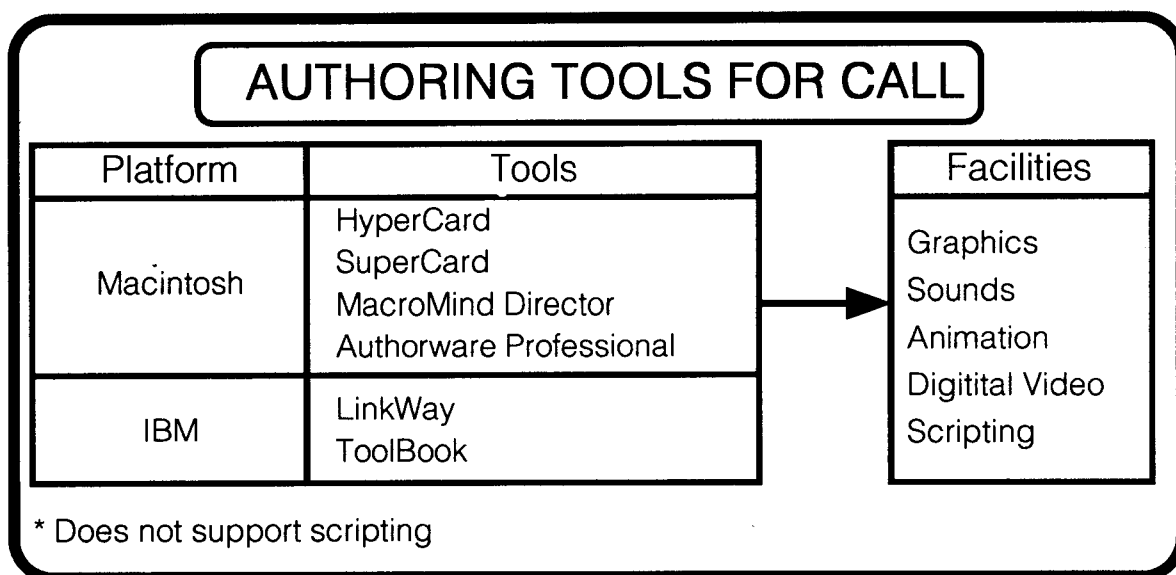 AUTHORING TOOLS FOR CALL
Platform
Tools
Macintosh
HyperCard
SuperCard
MacroMind Director
Authorware Professional
IBM
LinkWay
ToolBook
Facilities
Graphics
Sounds
Animation
Digitital Video
Scripting
* Does not support scripting